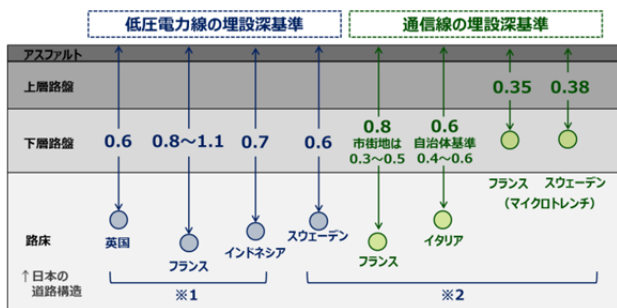 低圧電力線の埋設深基準
通信線の埋設深基準
アスファルト
上層路盤
0.35
0.38
下層路盤
0.6
0.8～1.1
0.7
0.6
0.8
市街地は
0.3～0.5
0.6
自治体基準
0.4～0.6
フランス
スウェーデン
（マイクロトレンチ）
路床
英国
フランス
インドネシア
スウェーデン
フランス
イタリア
↑日本の
道路構造
※1
※2